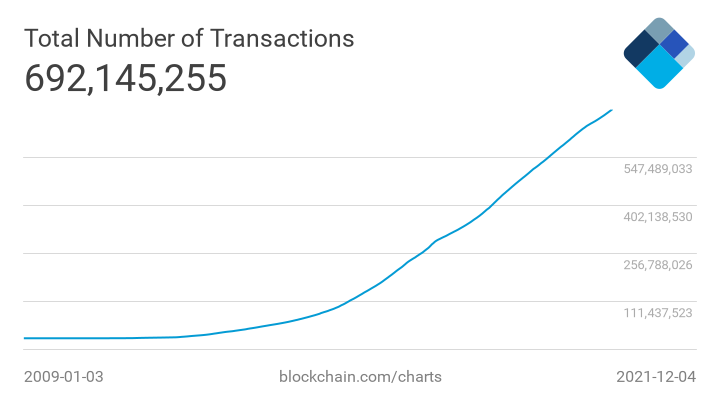 Total Number of Transactions
692,145,255
547,489,033
402,138,530
256,788,026
111,437,523
2009-01-03 blockchain.com/charts 2021-12-04